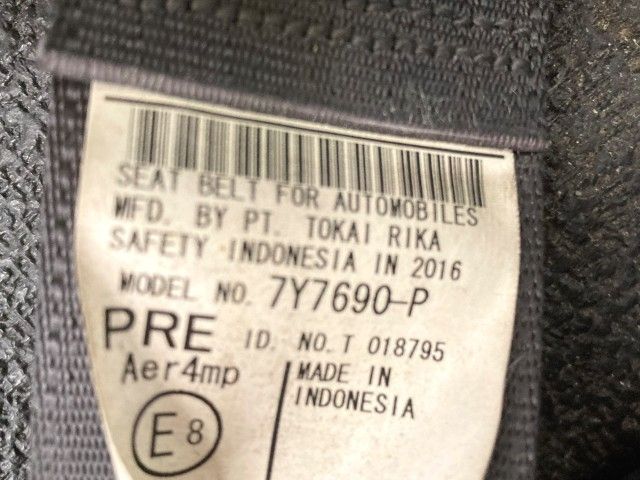 SEAT BELT FOR AUTOMOBILES
MFD. BY PT. TOKAI RIKA
SAFETY INDONESIA IN 2016
MODEL NO. 7Y7690-P
PRE ID. NO. T 018795
Aer4mp MADE IN
E8 INDONESIA